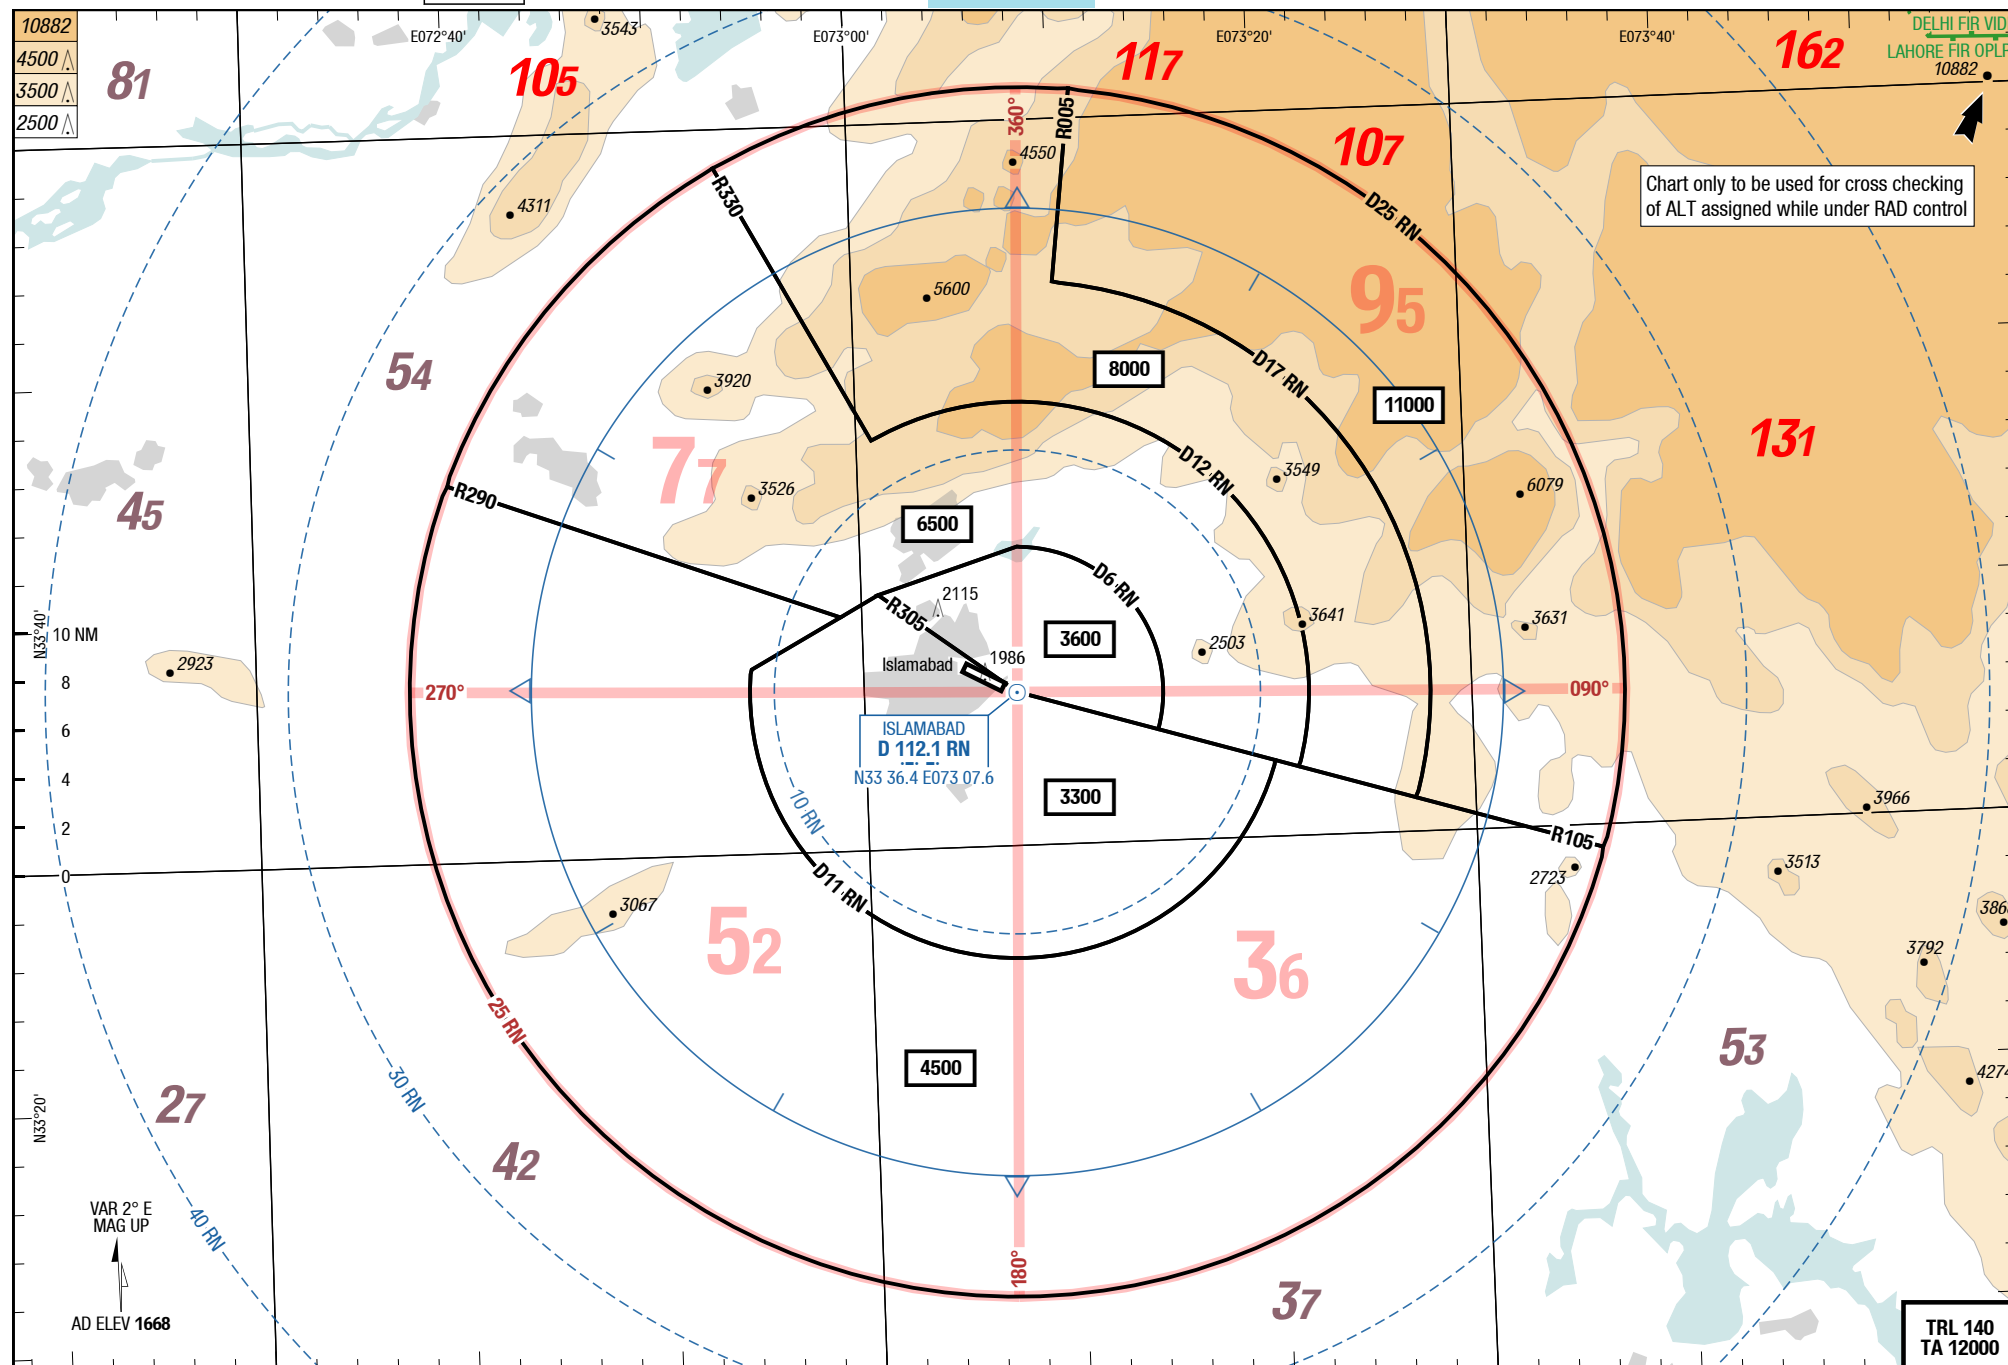 10882
4500
3500
2500
81
3543
E072°40'
105
E073°00'
117
E073°20'
E073°40'
162
DELHI FIR VID
LAHORE FIR OPLR
10882
Chart only to be used for cross checking
of ALT assigned while under RAD control
360°
R005
107
4550
4311
R330
D25 RN
5600
95
54
3920
8000
D17 RN
11000
77
131
45
R290
3526
6500
D12 RN
3549
6079
D6 RN
2115
R305
3600
3641
3631
2503
N33°40'
10 NM
8
6
4
2
0
2923
Islamabad
1986
270°
090°
ISLAMABAD
D 112.1 RN
N33 36.4 E073 07.6
10 RN
3300
3966
R105
3513
2723
D11 RN
3067
386
3792
52
36
25 RN
53
4500
4274
30 RN
N33°20'
27
42
40 RN
180°
37
VAR 2° E
MAG UP
AD ELEV 1668
TRL 140
TA 12000